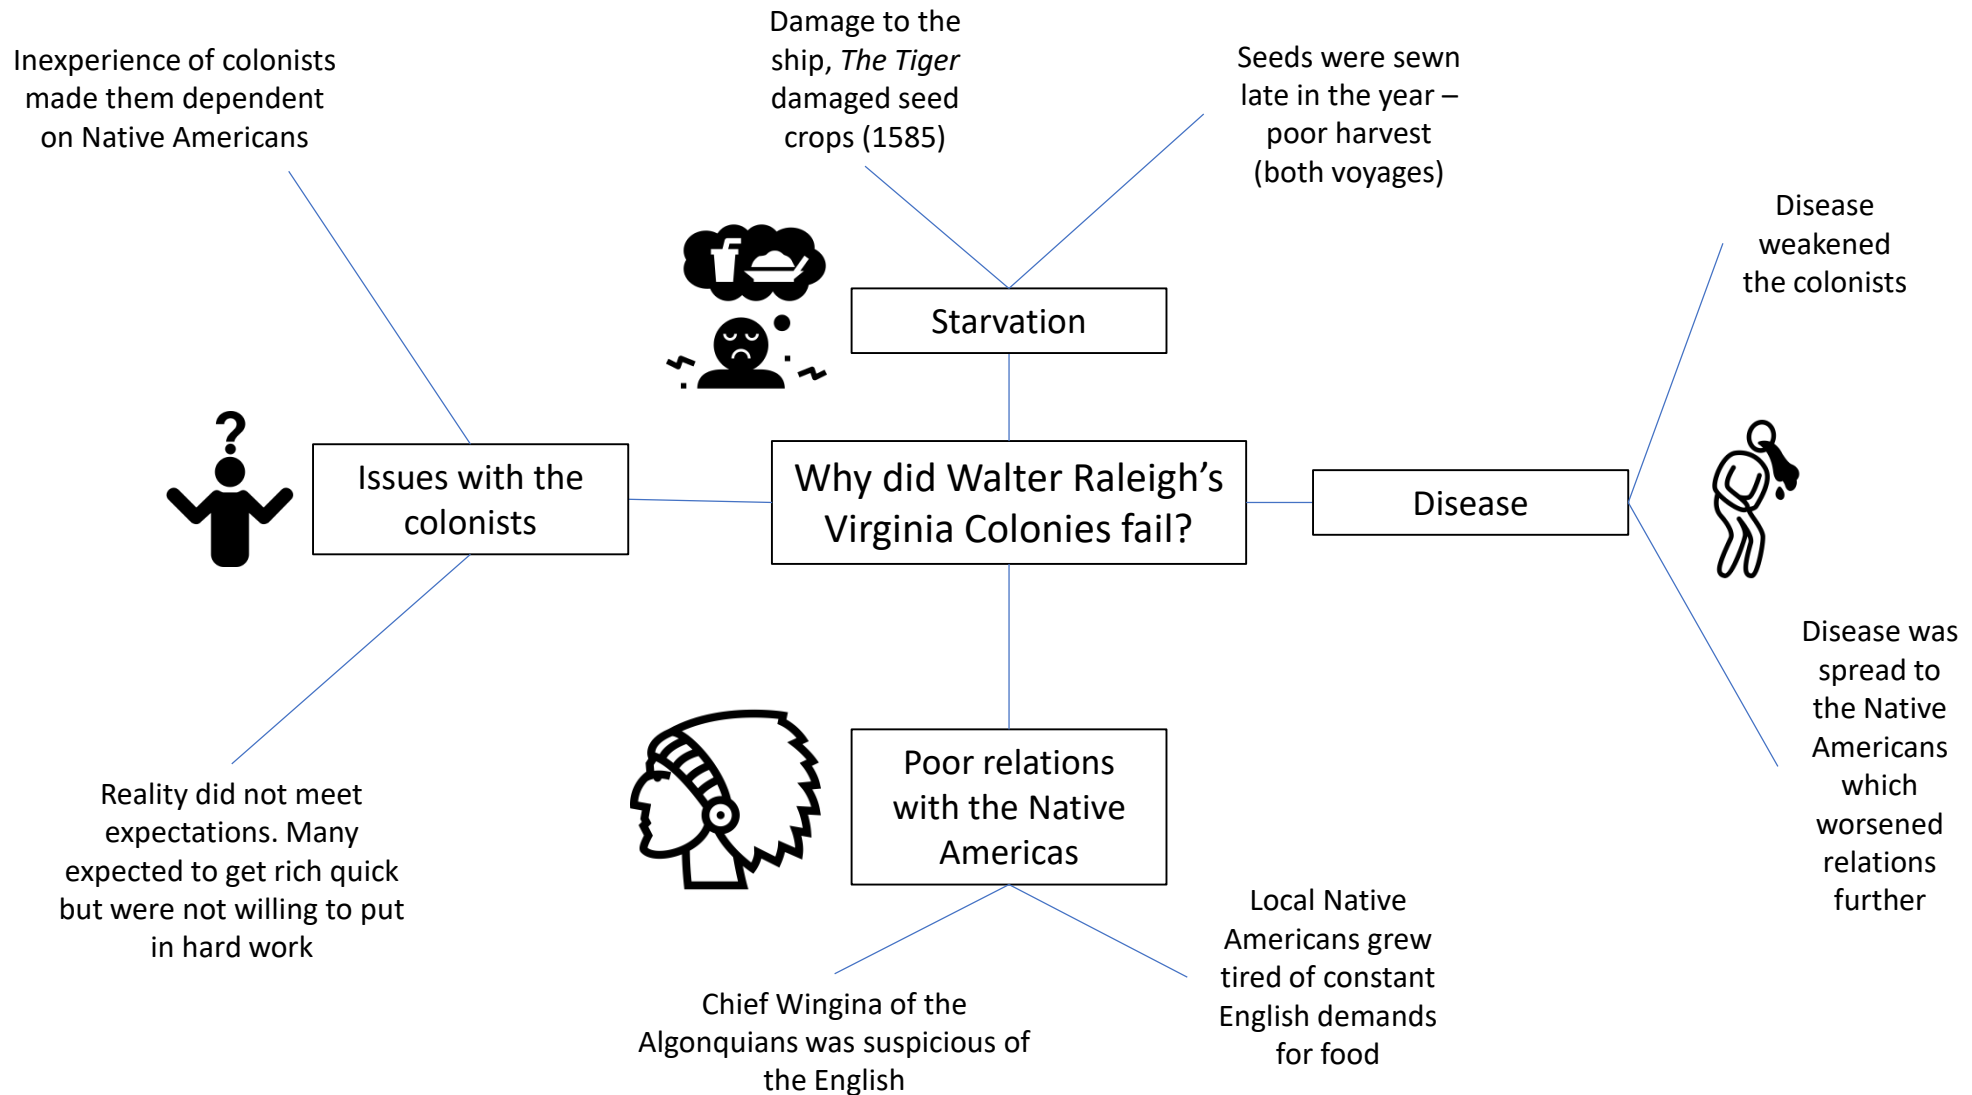 Inexperience of colonists
made them dependent
on Native Americans
Damage to the
ship, The Tiger
damaged seed
crops (1585)
Seeds were sewn
late in the year –
poor harvest
(both voyages)
Disease
weakened
the colonists
Starvation
?
Issues with the
colonists
Why did Walter Raleigh’s
Virginia Colonies fail?
Disease
Disease was
spread to
the Native
Americans
which
worsened
relations
further
Poor relations
with the Native
Americas
Reality did not meet
expectations. Many
expected to get rich quick
but were not willing to put
in hard work
Chief Wingina of the
Algonquians was suspicious of
the English
Local Native
Americans grew
tired of constant
English demands
for food